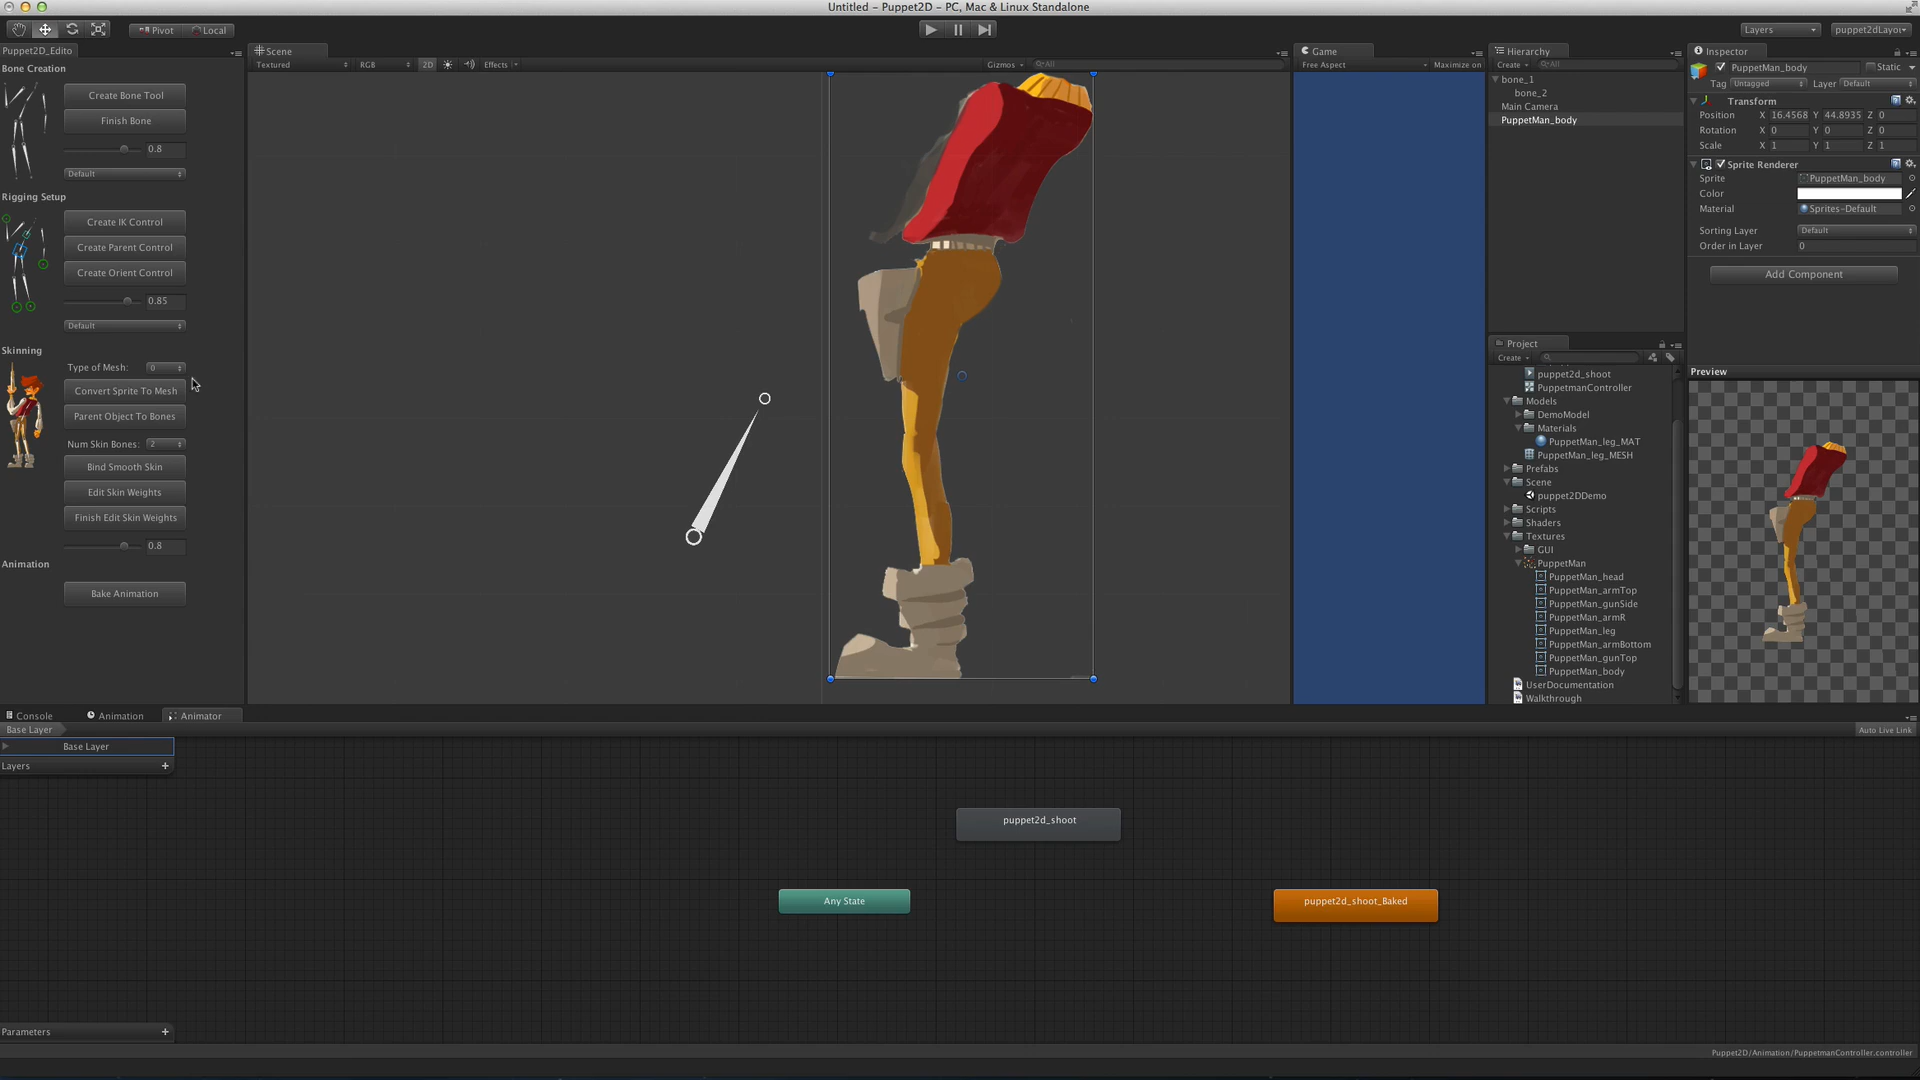 Untitled - Puppet2D - PC, Mac & Linux Standalone
Pivot Local
Layers puppet2dLayou
Puppet2D_Edito
Bone Creation
Create Bone Tool
Finish Bone
0.8
Default
Rigging Setup
Create IK Control
Create Parent Control
Create Orient Control
0.85
Default
Skinning
Type of Mesh: 0
Convert Sprite To Mesh
Parent Object To Bones
Num Skin Bones: 2
Bind Smooth Skin
Edit Skin Weights
Finish Edit Skin Weights
0.8
Animation
Bake Animation
Scene
Textured RGB 2D Effects Gizmos All
Game
Free Aspect Maximize on
Hierarchy
Create All
bone_1
bone_2
Main Camera
PuppetMan_body
Project
Create
puppet2d_shoot
PuppetmanController
Models
DemoModel
Materials
PuppetMan_leg_MAT
PuppetMan_leg_MESH
Prefabs
Scene
puppet2DDemo
Scripts
Shaders
Textures
GUI
PuppetMan
PuppetMan_head
PuppetMan_armTop
PuppetMan_gunSide
PuppetMan_armR
PuppetMan_leg
PuppetMan_armBottom
PuppetMan_gunTop
PuppetMan_body
UserDocumentation
Walkthrough
Inspector
PuppetMan_body Static
Tag Untagged Layer Default
Transform
Position X 16.4568 Y 44.8935 Z 0
Rotation X 0 Y 0 Z 0
Scale X 1 Y 1 Z 1
Sprite Renderer
Sprite PuppetMan_body
Color
Material Sprites-Default
Sorting Layer Default
Order in Layer 0
Add Component
Preview
Console Animation Animator
Base Layer Auto Live Link
Base Layer
Layers +
puppet2d_shoot
Any State
puppet2d_shoot_Baked
Parameters +
Puppet2D/Animation/PuppetmanController.controller